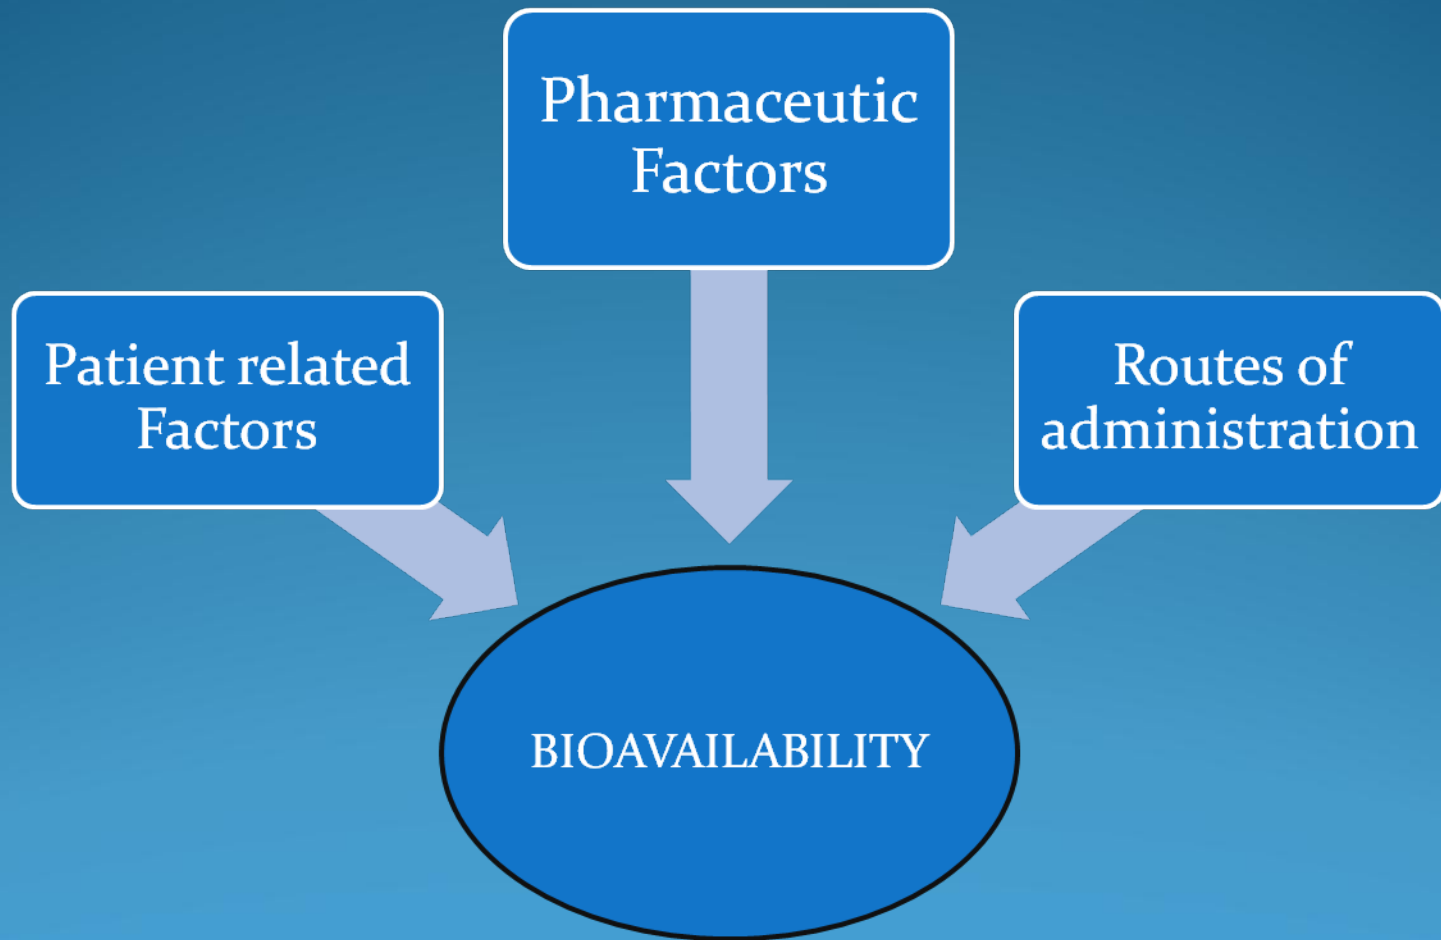 Pharmaceutic
Factors
Patient related
Factors
Routes of
administration
BIOAVAILABILITY